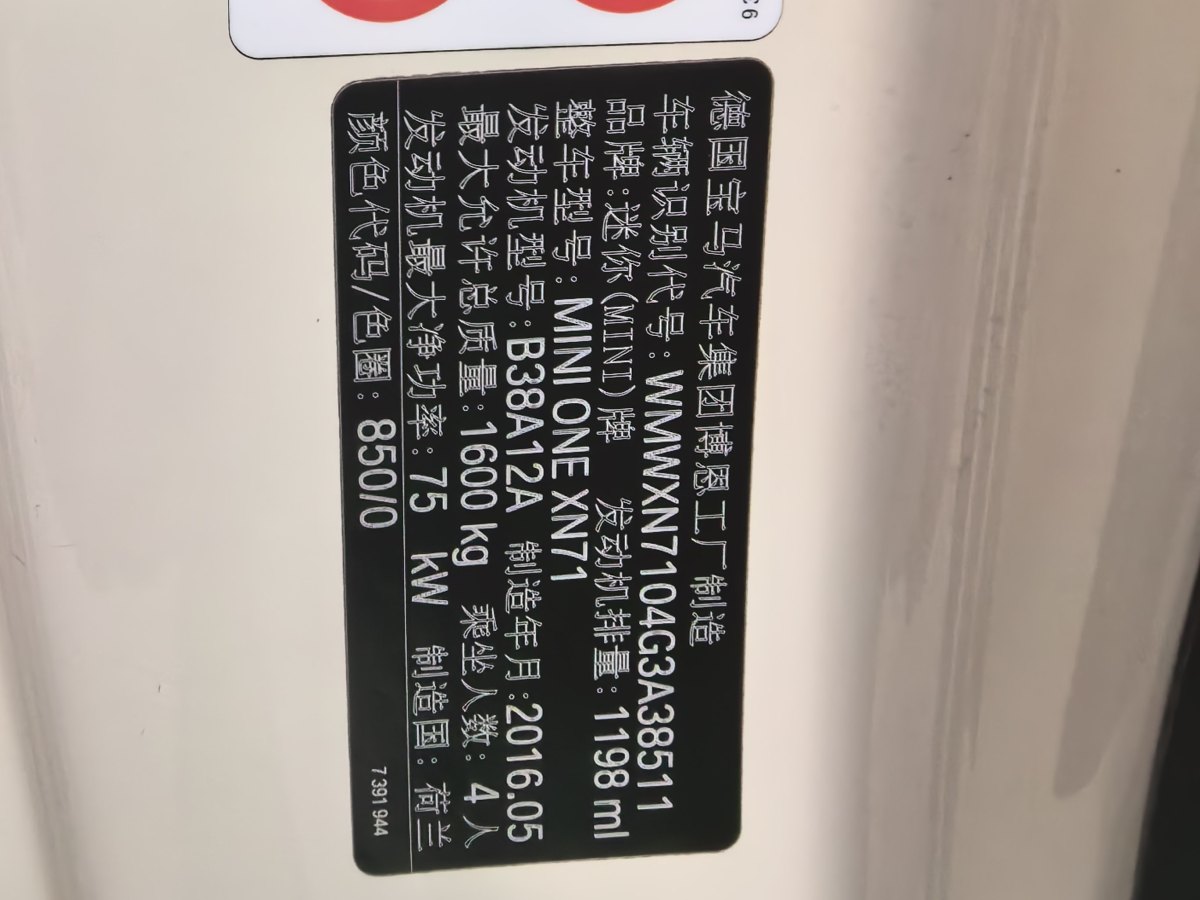 C6
德国宝马汽车集团博恩工厂制造
车辆识别代号:WMWXN7104G3A38511
品牌:迷你(MINI)牌 发动机排量:1198 ml
整车型号:MINI ONE XN71
发动机型号:B38A12A 制造年月:2016.05
最大允许总质量:1600 kg 乘坐人数:4人
发动机最大净功率:75 kW 制造国:荷兰
颜色代码/色圈:850/0
7 391 944